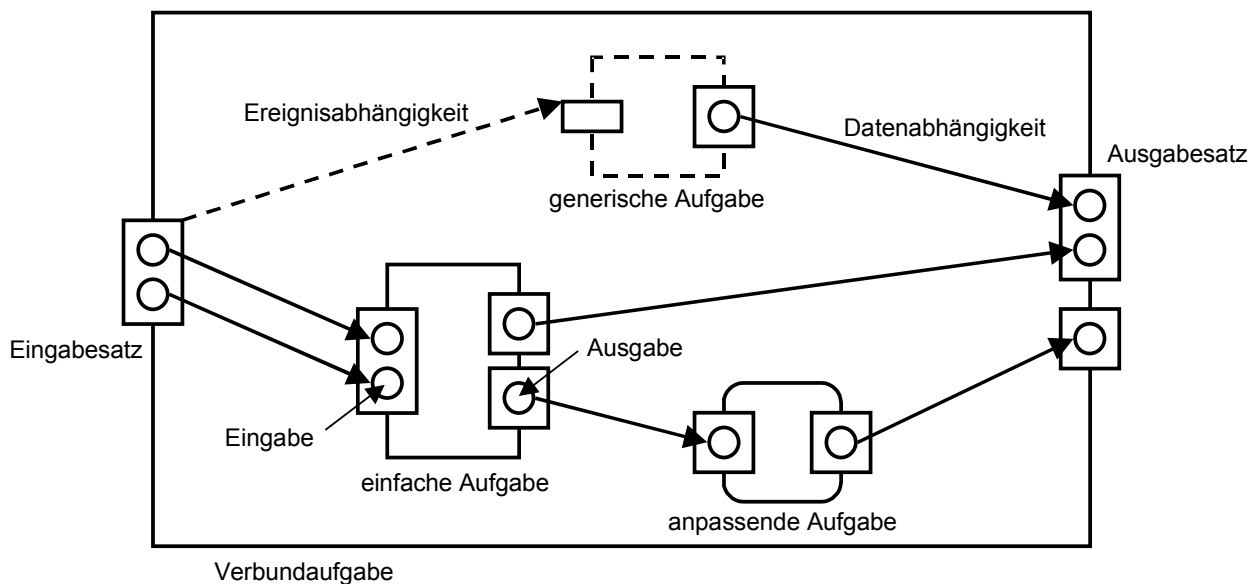 Ereignisabhängigkeit
Datenabhängigkeit
Ausgabesatz
generische Aufgabe
Eingabesatz
Ausgabe
Eingabe
einfache Aufgabe
anpassende Aufgabe
Verbundaufgabe